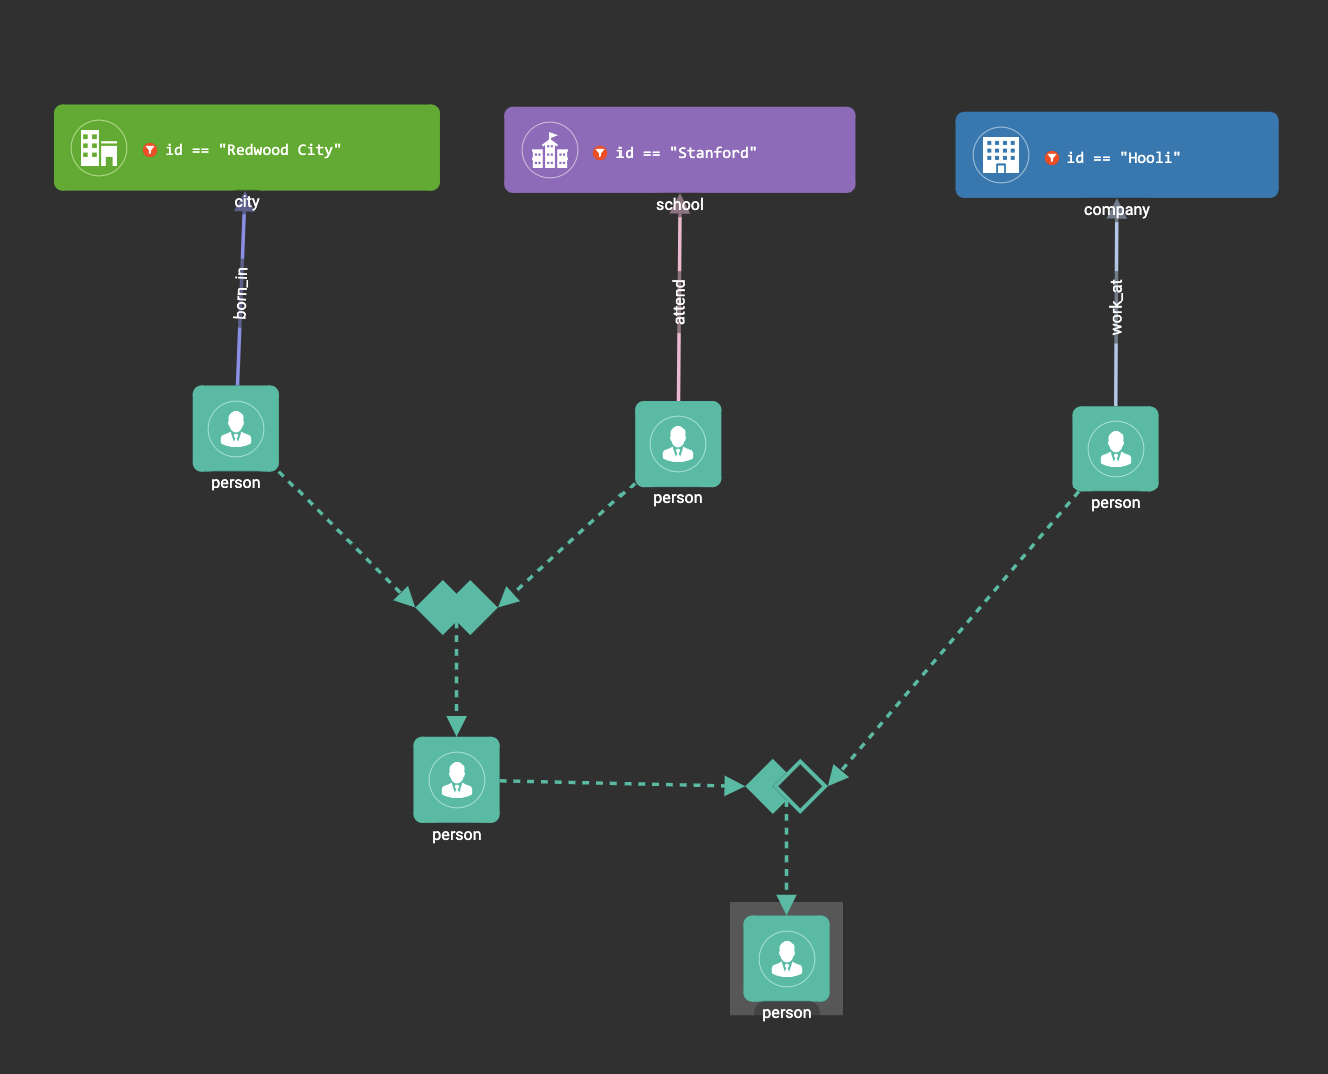 id == "Redwood City"
id == "Stanford"
id == "Hooli"
city
school
company
born_in
attend
work_at
person
person
person
person
person